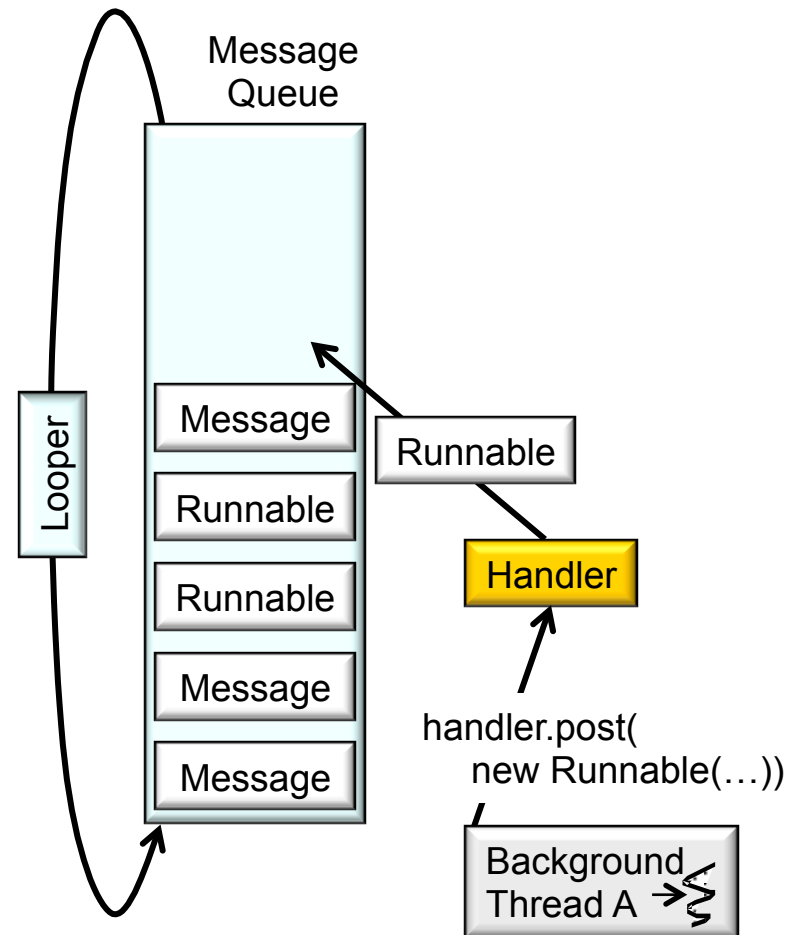 Message
Queue
Looper
Message
Runnable
Runnable
Message
Message
Runnable
Handler
handler.post(
new Runnable(…))
Background
Thread A